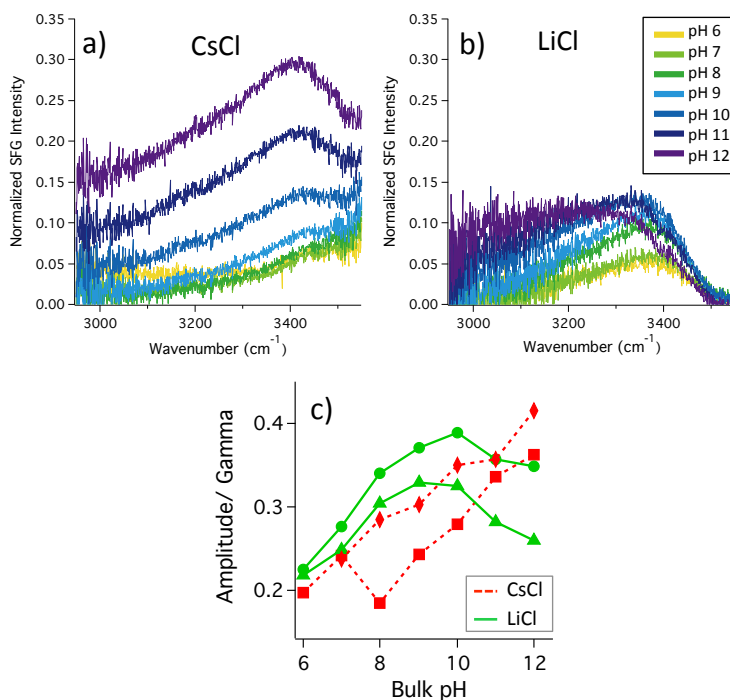 a)
CsCl
Normalized SFG Intensity
0.35
0.30
0.25
0.20
0.15
0.10
0.05
0.00
3000
3200
3400
Wavenumber (cm⁻¹)
b)
LiCl
Normalized SFG Intensity
0.35
0.30
0.25
0.20
0.15
0.10
0.05
0.00
3000
3200
3400
Wavenumber (cm⁻¹)
pH 6
pH 7
pH 8
pH 9
pH 10
pH 11
pH 12
c)
Amplitude/ Gamma
0.4
0.3
0.2
6
8
10
12
Bulk pH
CsCl
LiCl